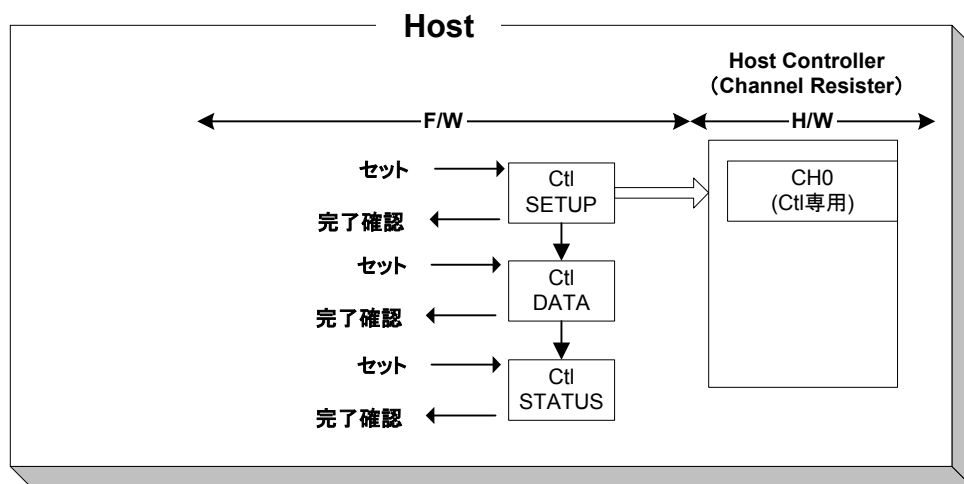 Host
Host Controller
（Channel Resister）
F/W
H/W
セット
Ctl
SETUP
CH0
(Ctl専用)
完了確認
セット
Ctl
DATA
完了確認
セット
Ctl
STATUS
完了確認